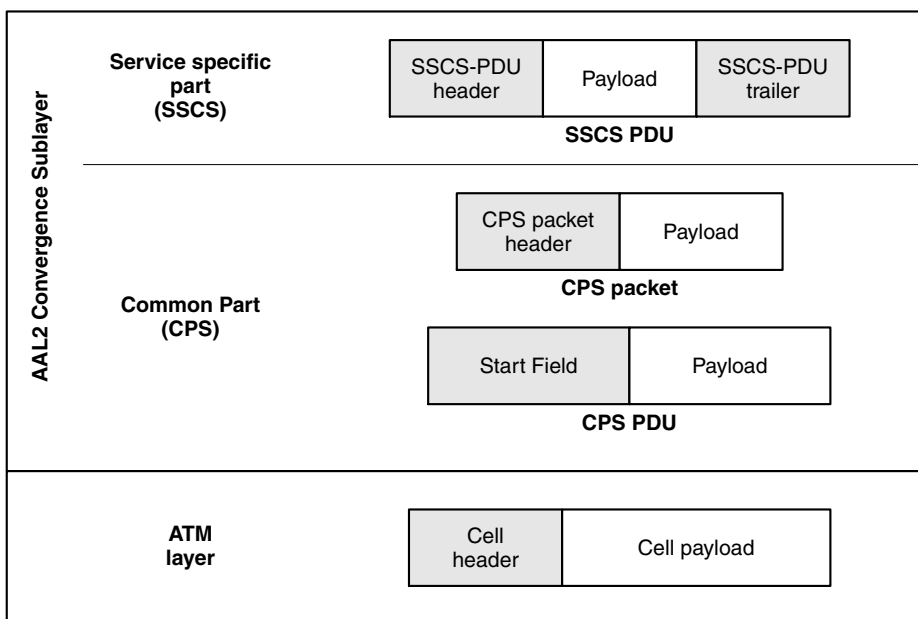 AAL2 Convergence Sublayer
Service specific
part
(SSCS)
SSCS-PDU
header
Payload
SSCS-PDU
trailer
SSCS PDU
Common Part
(CPS)
CPS packet
header
Payload
CPS packet
Start Field
Payload
CPS PDU
ATM
layer
Cell
header
Cell payload